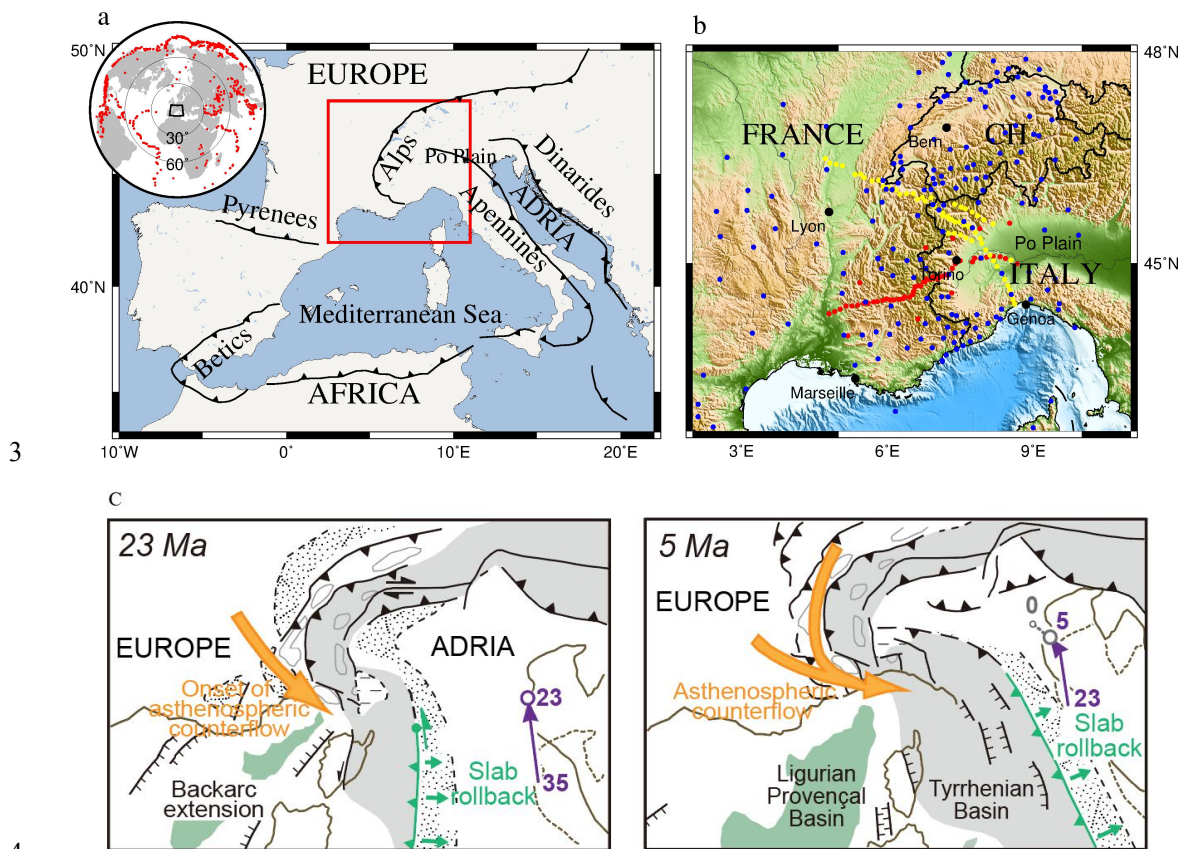 a
50°N
EUROPE
30°
60°
Alps
Po Plain
Dinarides
ADRIA
Apennines
Pyrenees
40°N
Mediterranean Sea
Betics
AFRICA
10°W
0°
10°E
20°E
3
b
48°N
FRANCE
CH
Bern
Lyon
Po Plain
Torino
45°N
ITALY
Genoa
Marseille
3°E
6°E
9°E
c
23 Ma
EUROPE
ADRIA
Onset of
asthenospheric
counterflow
23
35
Slab
rollback
Backarc
extension
5 Ma
EUROPE
0
5
23
Asthenospheric
counterflow
Slab
rollback
Ligurian
Provençal
Basin
Tyrrhenian
Basin